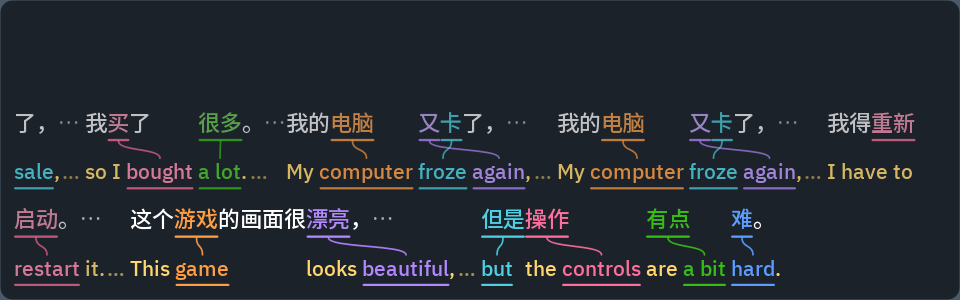 了，… 我买了 很多。…我的电脑 又卡了，… 我的电脑 又卡了，… 我得重新
sale,... so I bought a lot.... My computer froze again,... My computer froze again,... I have to
启动。… 这个游戏的画面很漂亮，… 但是操作 有点 难。
restart it.... This game looks beautiful,... but the controls are a bit hard.